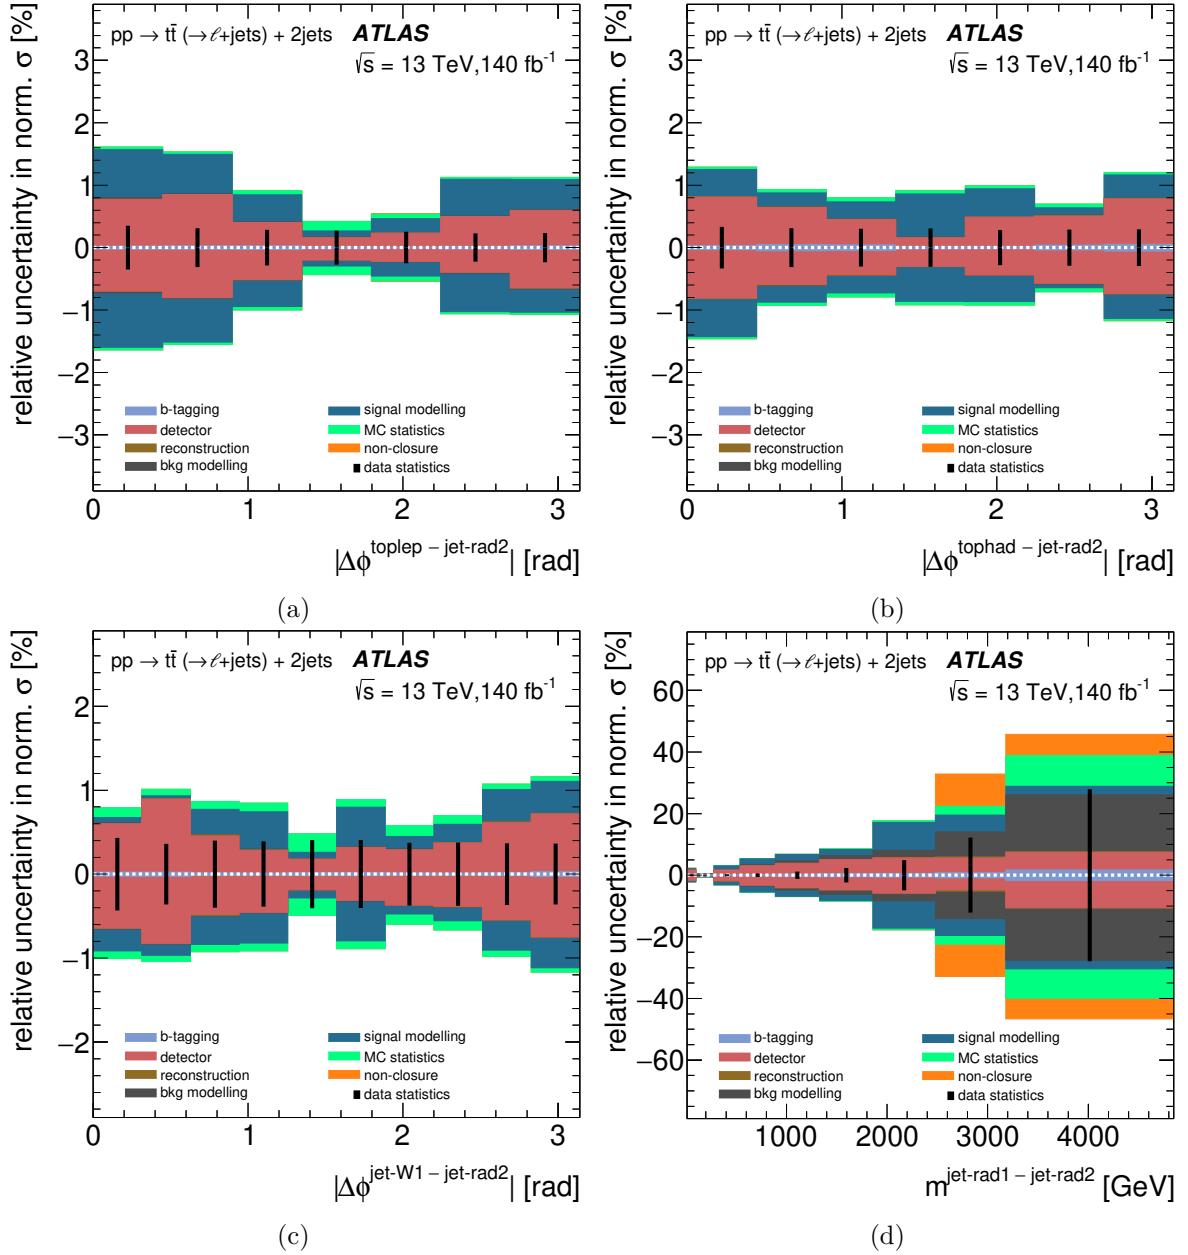 relative uncertainty in norm. σ [%]
pp → tt̄ (→ℓ+jets) + 2jets ATLAS
√s = 13 TeV,140 fb⁻¹
3
2
1
0
−1
−2
−3
b-tagging
detector
reconstruction
bkg modelling
signal modelling
MC statistics
non-closure
data statistics
0 1 2 3
|Δϕ^toplep – jet-rad2| [rad]
(a)
relative uncertainty in norm. σ [%]
pp → tt̄ (→ℓ+jets) + 2jets ATLAS
√s = 13 TeV,140 fb⁻¹
3
2
1
0
−1
−2
−3
b-tagging
detector
reconstruction
bkg modelling
signal modelling
MC statistics
non-closure
data statistics
0 1 2 3
|Δϕ^tophad – jet-rad2| [rad]
(b)
relative uncertainty in norm. σ [%]
pp → tt̄ (→ℓ+jets) + 2jets ATLAS
√s = 13 TeV,140 fb⁻¹
2
1
0
−1
−2
b-tagging
detector
reconstruction
bkg modelling
signal modelling
MC statistics
non-closure
data statistics
0 1 2 3
|Δϕ^jet-W1 – jet-rad2| [rad]
(c)
relative uncertainty in norm. σ [%]
pp → tt̄ (→ℓ+jets) + 2jets ATLAS
√s = 13 TeV,140 fb⁻¹
60
40
20
0
−20
−40
−60
b-tagging
detector
reconstruction
bkg modelling
signal modelling
MC statistics
non-closure
data statistics
1000 2000 3000 4000
m^jet-rad1 – jet-rad2 [GeV]
(d)